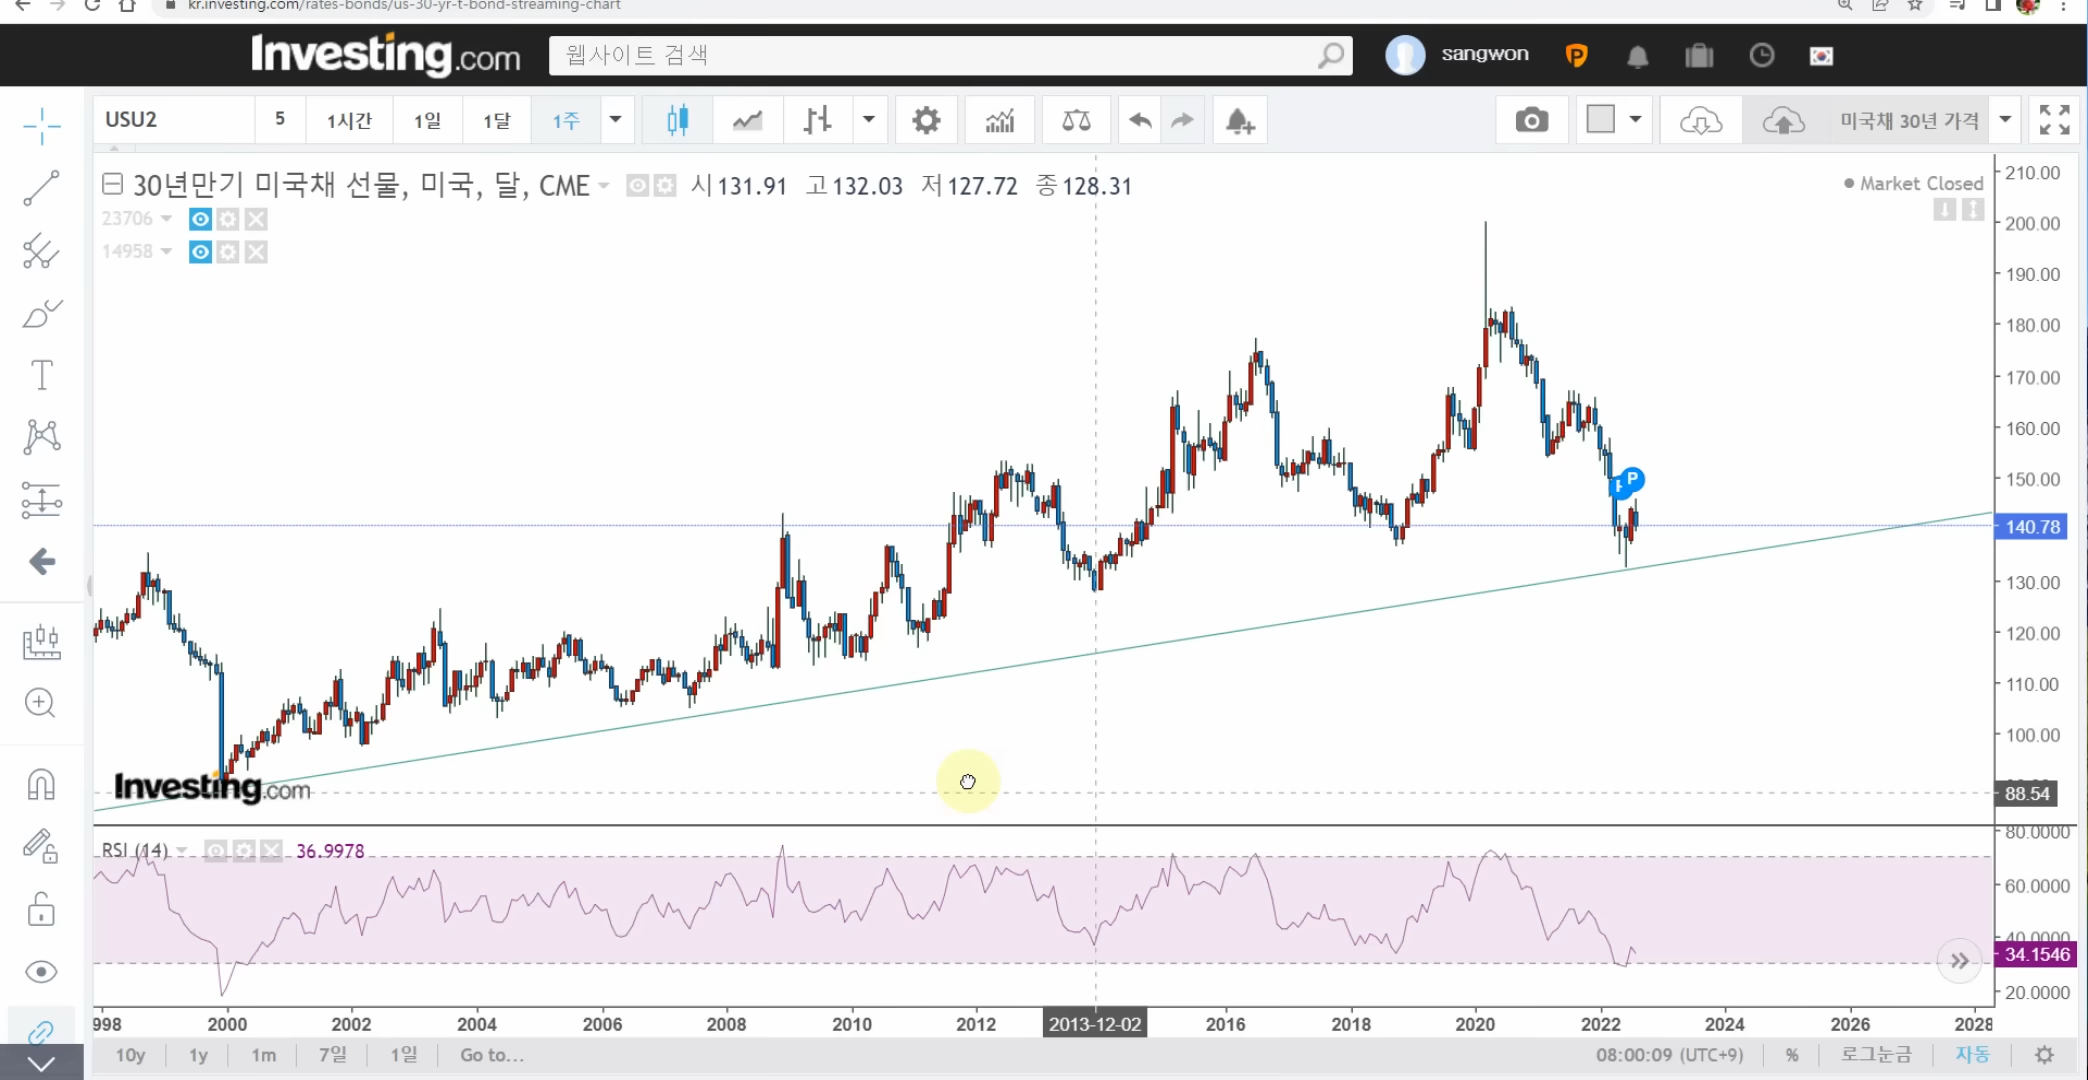 kr.investing.com/rates-bonds/us-30-yr-t-bond-streaming-chart
Investing.com
웹사이트 검색
sangwon
P
USU2
5
1시간
1일
1달
1주
미국채 30년 가격
30년만기 미국채 선물, 미국, 달, CME
시 131.91 고 132.03 저 127.72 종 128.31
Market Closed
23706
14958
210.00
200.00
190.00
180.00
170.00
160.00
150.00
140.78
130.00
120.00
110.00
100.00
88.54
P
Investing.com
RSI (14)
36.9978
80.0000
60.0000
40.0000
34.1546
20.0000
998 2000 2002 2004 2006 2008 2010 2012 2013-12-02 2016 2018 2020 2022 2024 2026 2028
10y 1y 1m 7일 1일 Go to...
08:00:09 (UTC+9) % 로그눈금 자동